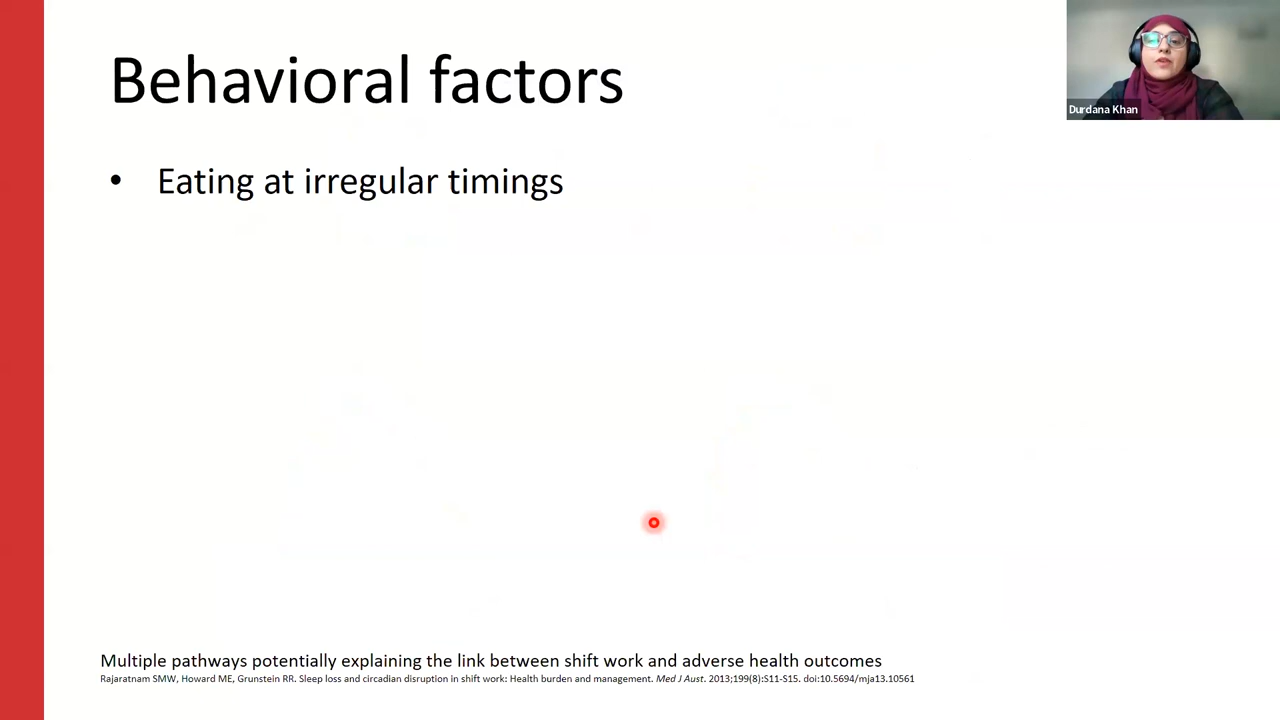 Behavioral factors
Durdana Khan
• Eating at irregular timings
Multiple pathways potentially explaining the link between shift work and adverse health outcomes
Rajaratnam SMW, Howard ME, Grunstein RR. Sleep loss and circadian disruption in shift work: Health burden and management. Med J Aust. 2013;199(8):S11-S15. doi:10.5694/mja13.10561